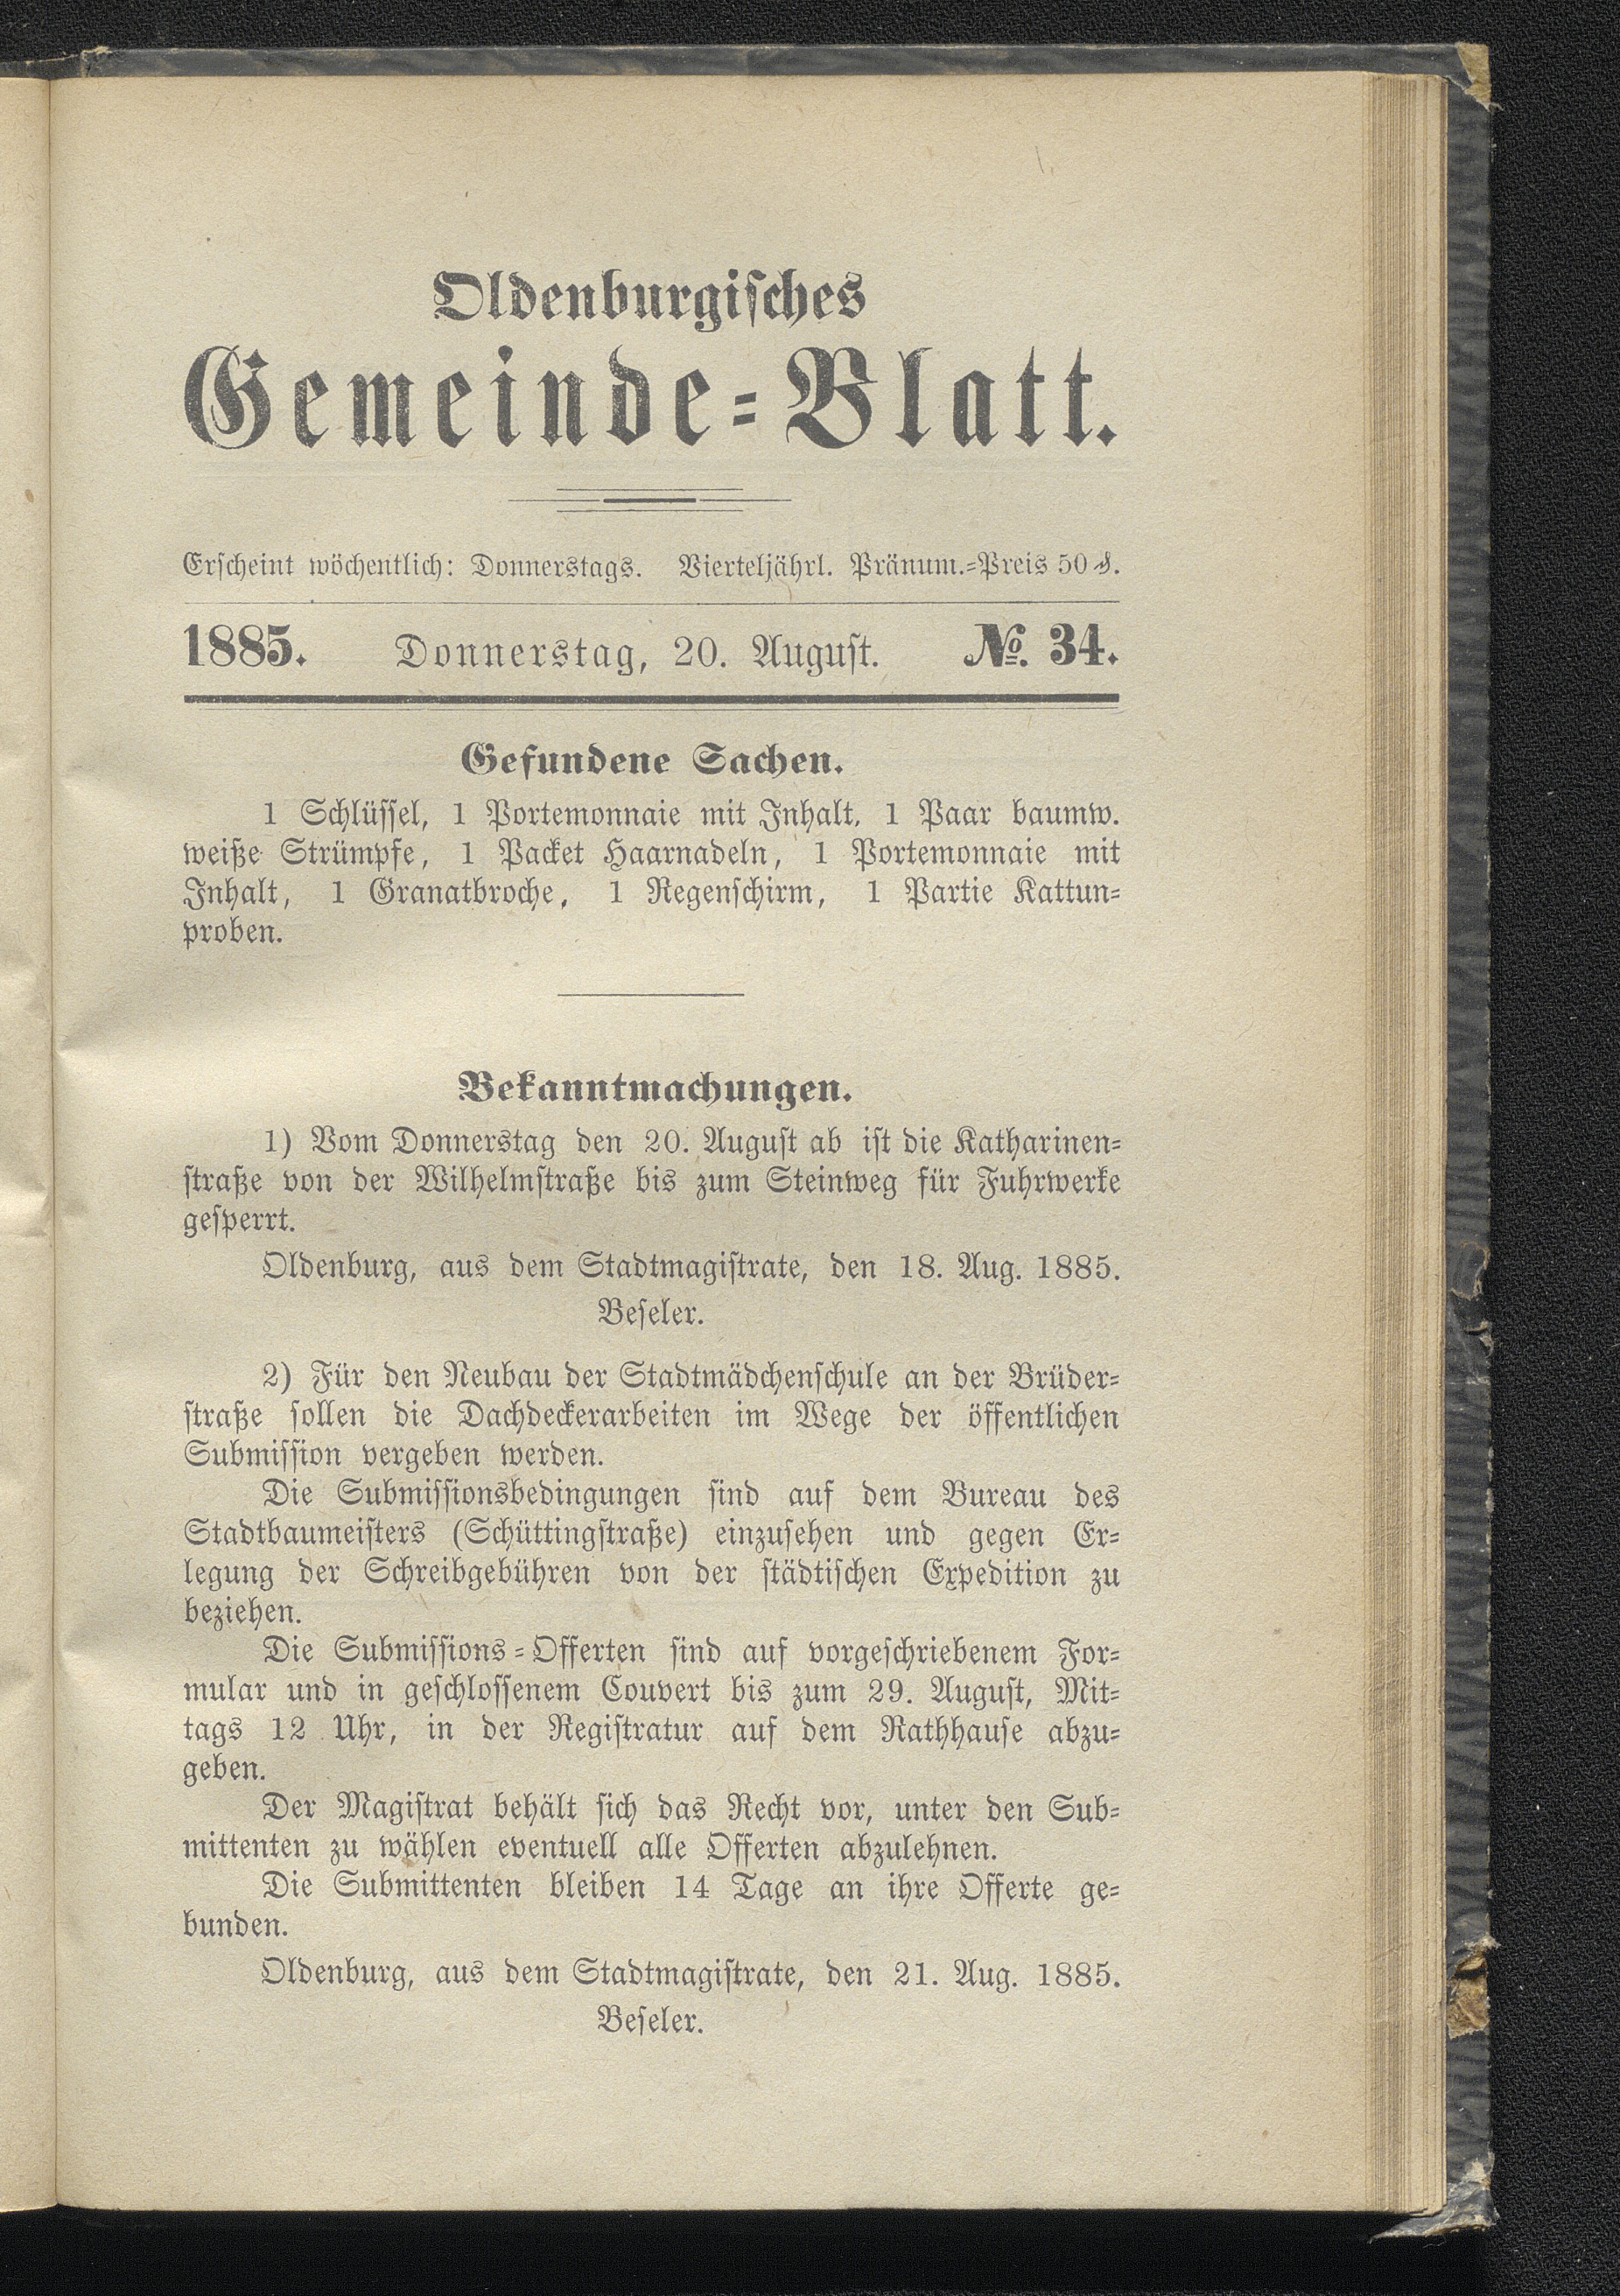 Oldenburgisches
Gemeinde-Blatt.
Erscheint wöchentlich: Donnerstags. Vierteljährl. Pränum.-Preis 50 ₰.
1885. Donnerstag, 20. August. №. 34.
Gefundene Sachen.
1 Schlüssel, 1 Portemonnaie mit Inhalt, 1 Paar baumw.
weiße Strümpfe, 1 Packet Haarnadeln, 1 Portemonnaie mit
Inhalt, 1 Granatbroche, 1 Regenschirm, 1 Partie Kattun-
proben.
Bekanntmachungen.
1) Vom Donnerstag den 20. August ab ist die Katharinen-
straße von der Wilhelmstraße bis zum Steinweg für Fuhrwerke
gesperrt.
Oldenburg, aus dem Stadtmagistrate, den 18. Aug. 1885.
Beseler.
2) Für den Neubau der Stadtmädchenschule an der Brüder-
straße sollen die Dachdeckerarbeiten im Wege der öffentlichen
Submission vergeben werden.
Die Submissionsbedingungen sind auf dem Bureau des
Stadtbaumeisters (Schüttingstraße) einzusehen und gegen Er-
legung der Schreibgebühren von der städtischen Expedition zu
beziehen.
Die Submissions-Offerten sind auf vorgeschriebenem For-
mular und in geschlossenem Couvert bis zum 29. August, Mit-
tags 12 Uhr, in der Registratur auf dem Rathhause abzu-
geben.
Der Magistrat behält sich das Recht vor, unter den Sub-
mittenten zu wählen eventuell alle Offerten abzulehnen.
Die Submittenten bleiben 14 Tage an ihre Offerte ge-
bunden.
Oldenburg, aus dem Stadtmagistrate, den 21. Aug. 1885.
Beseler.